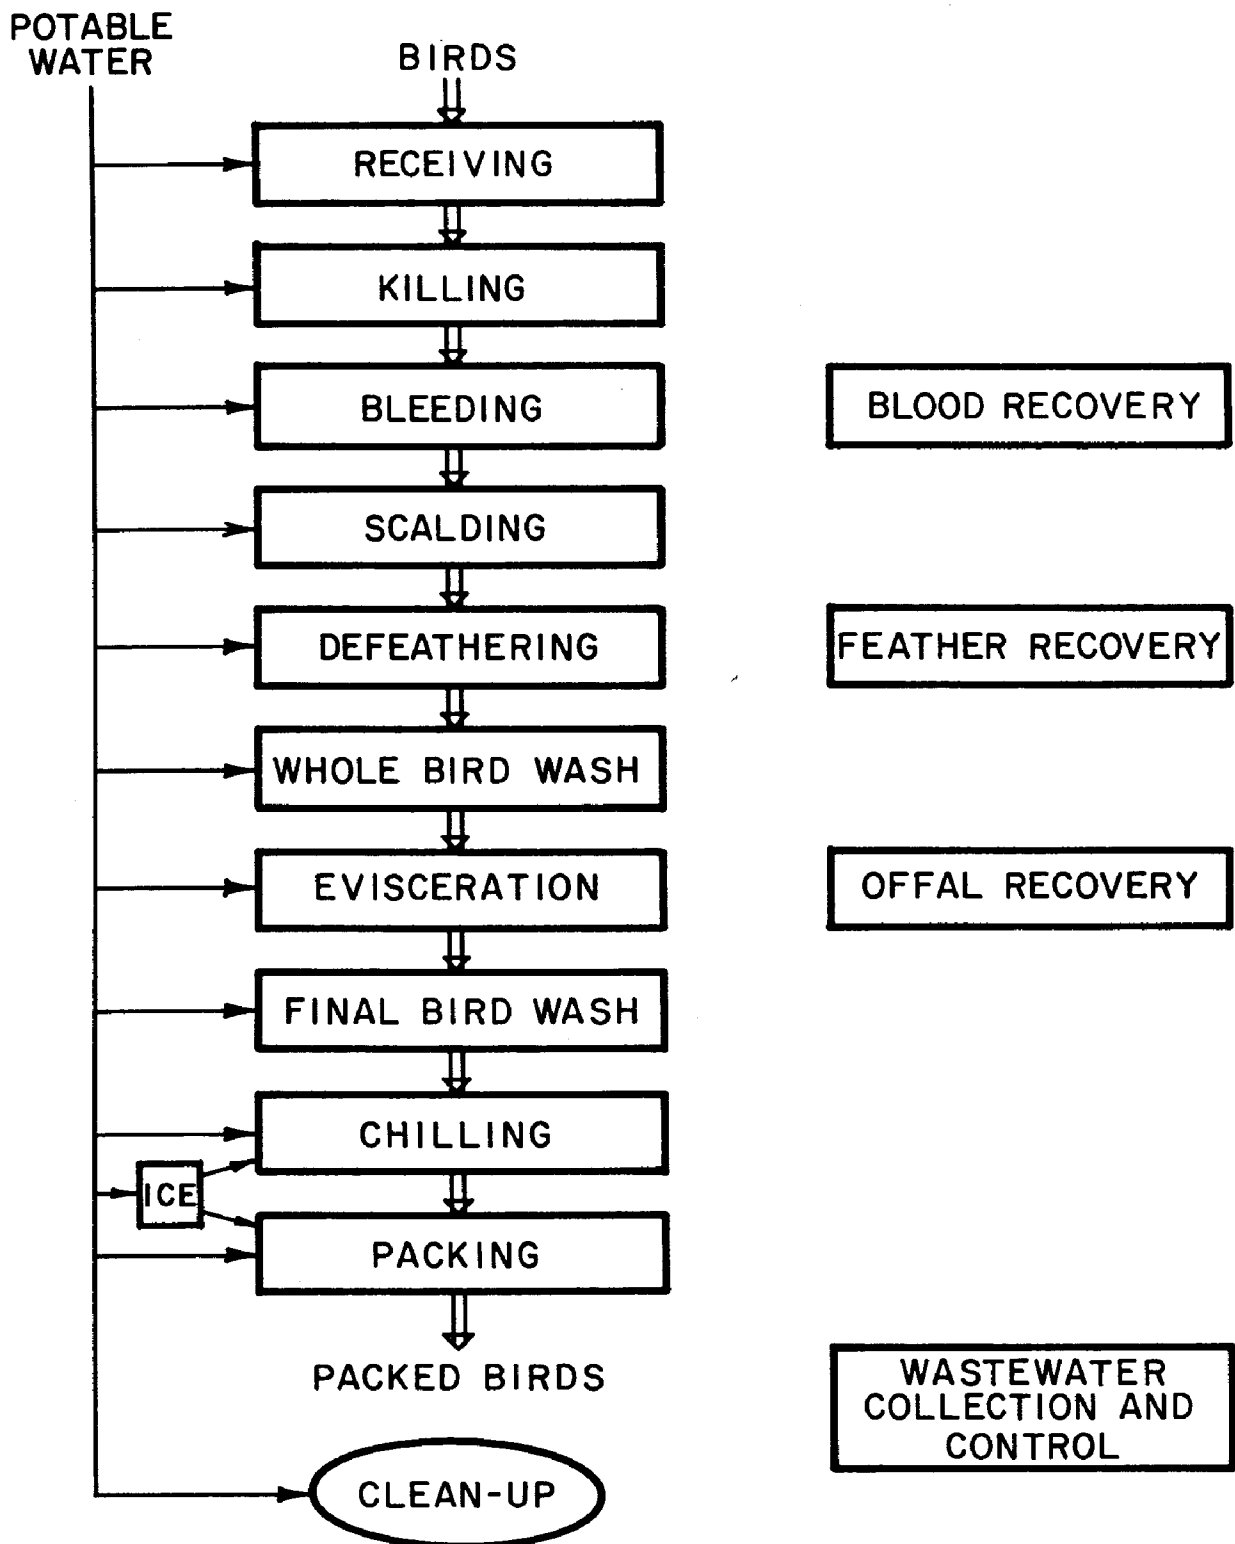 POTABLE
WATER
BIRDS
RECEIVING
KILLING
BLEEDING
BLOOD RECOVERY
SCALDING
DEFEATHERING
FEATHER RECOVERY
WHOLE BIRD WASH
EVISCERATION
OFFAL RECOVERY
FINAL BIRD WASH
CHILLING
ICE
PACKING
PACKED BIRDS
WASTEWATER
COLLECTION AND
CONTROL
CLEAN-UP